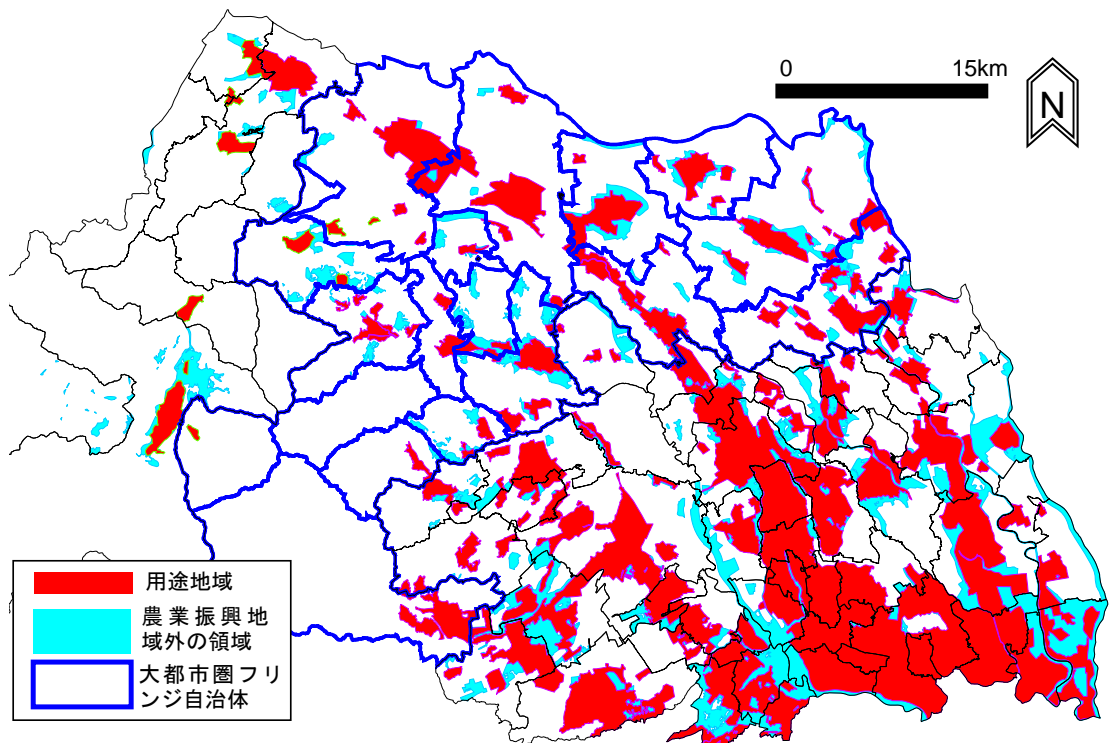 0 15km
N
用途地域
農業振興地
域外の領域
大都市圏フリ
ンジ自治体